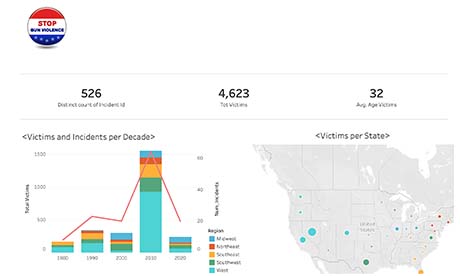 STOP
GUN VIOLENCE
526
Distinct count of Incident Id
4,623
Tot Victims
32
Avg. Age Victims
<Victims and Incidents per Decade>
<Victims per State>
Total Victims
1500
1000
500
0
60
40
20
0
Num_Incidents
1980
1990
2000
2010
2020
Region
Midwest
Northeast
Southeast
Southwest
West
United
States